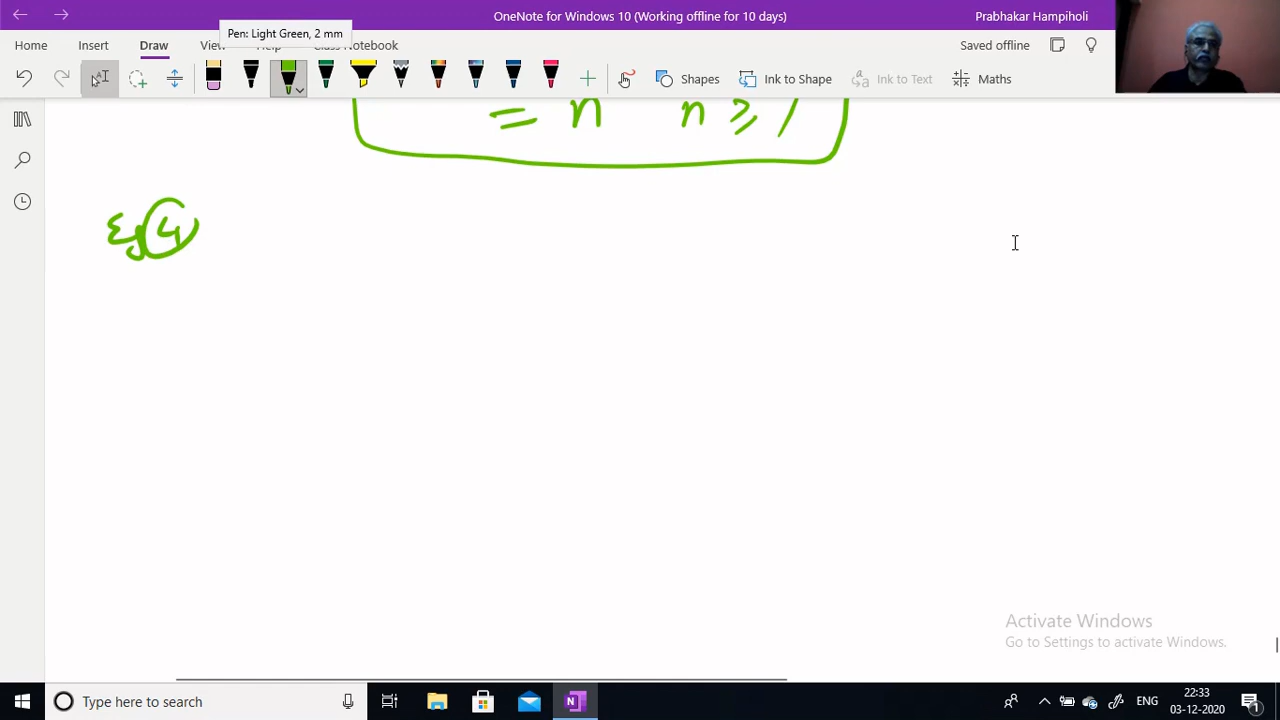 OneNote for Windows 10 (Working offline for 10 days)
Prabhakar Hampiholi
Pen: Light Green, 2 mm
Home Insert Draw View Help Class Notebook
Saved offline
Shapes Ink to Shape Ink to Text Maths
= n n ≥ 1
Eg 4
Activate Windows
Go to Settings to activate Windows.
Type here to search
N
ENG
22:33
03-12-2020
1